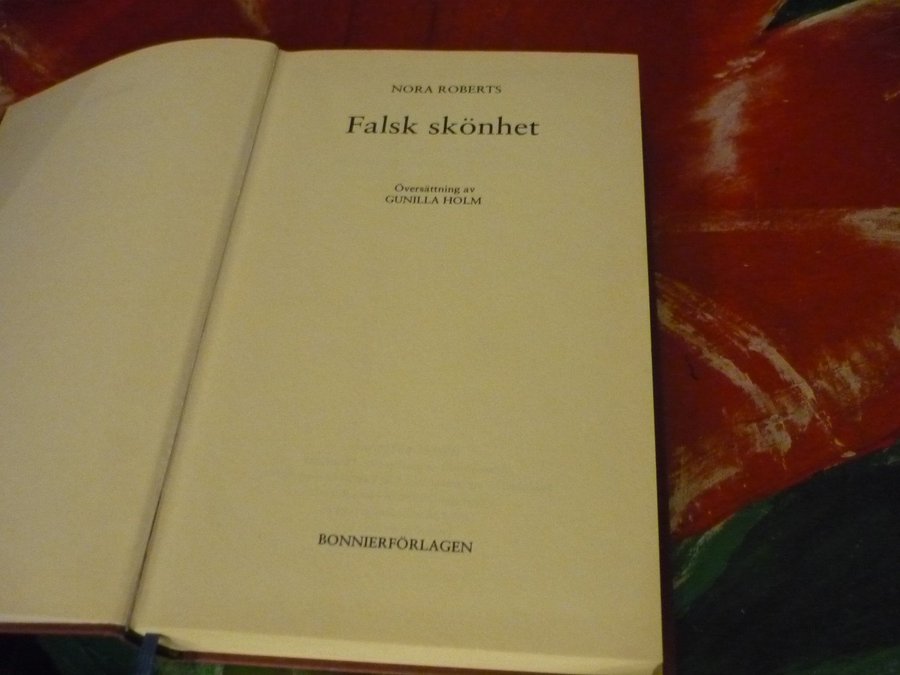 NORA ROBERTS
Falsk skönhet
Översättning av
GUNILLA HOLM
BONNIERFÖRLAGEN